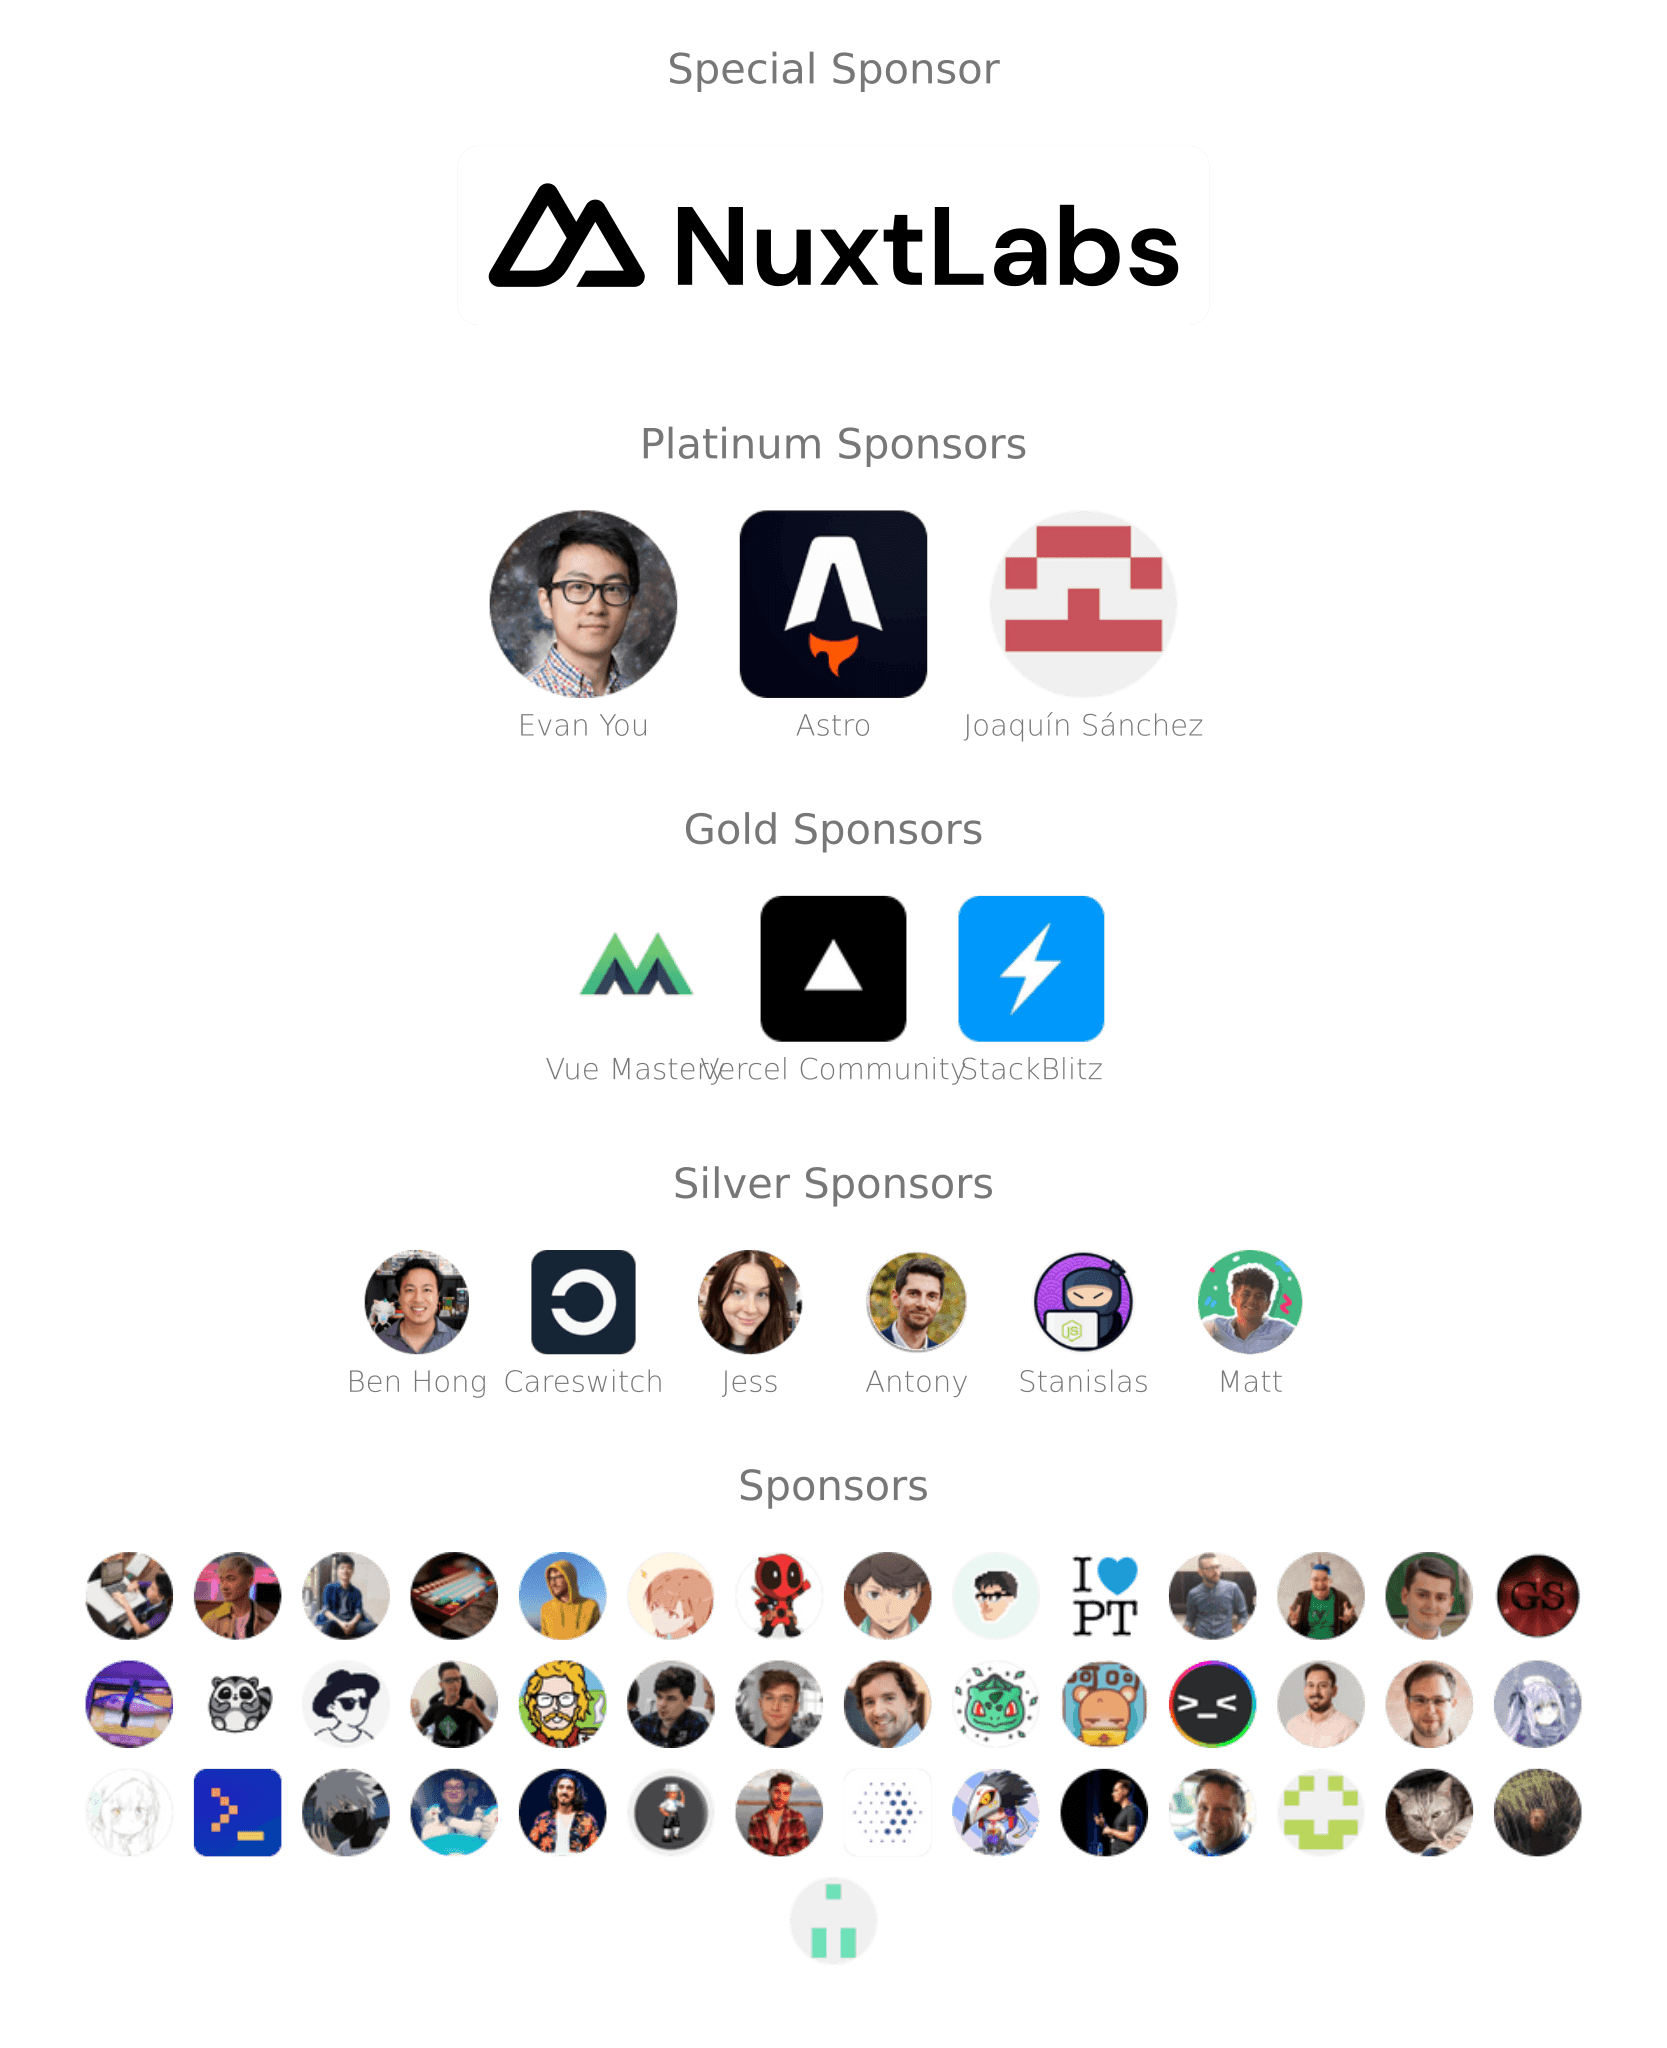 Special Sponsor
NuxtLabs
Platinum Sponsors
Evan You
Astro
Joaquín Sánchez
Gold Sponsors
Vue Mastery
Vercel Community
StackBlitz
Silver Sponsors
JS
Ben Hong
Careswitch
Jess
Antony
Stanislas
Matt
Sponsors
I
PT
GS
>_<
>_